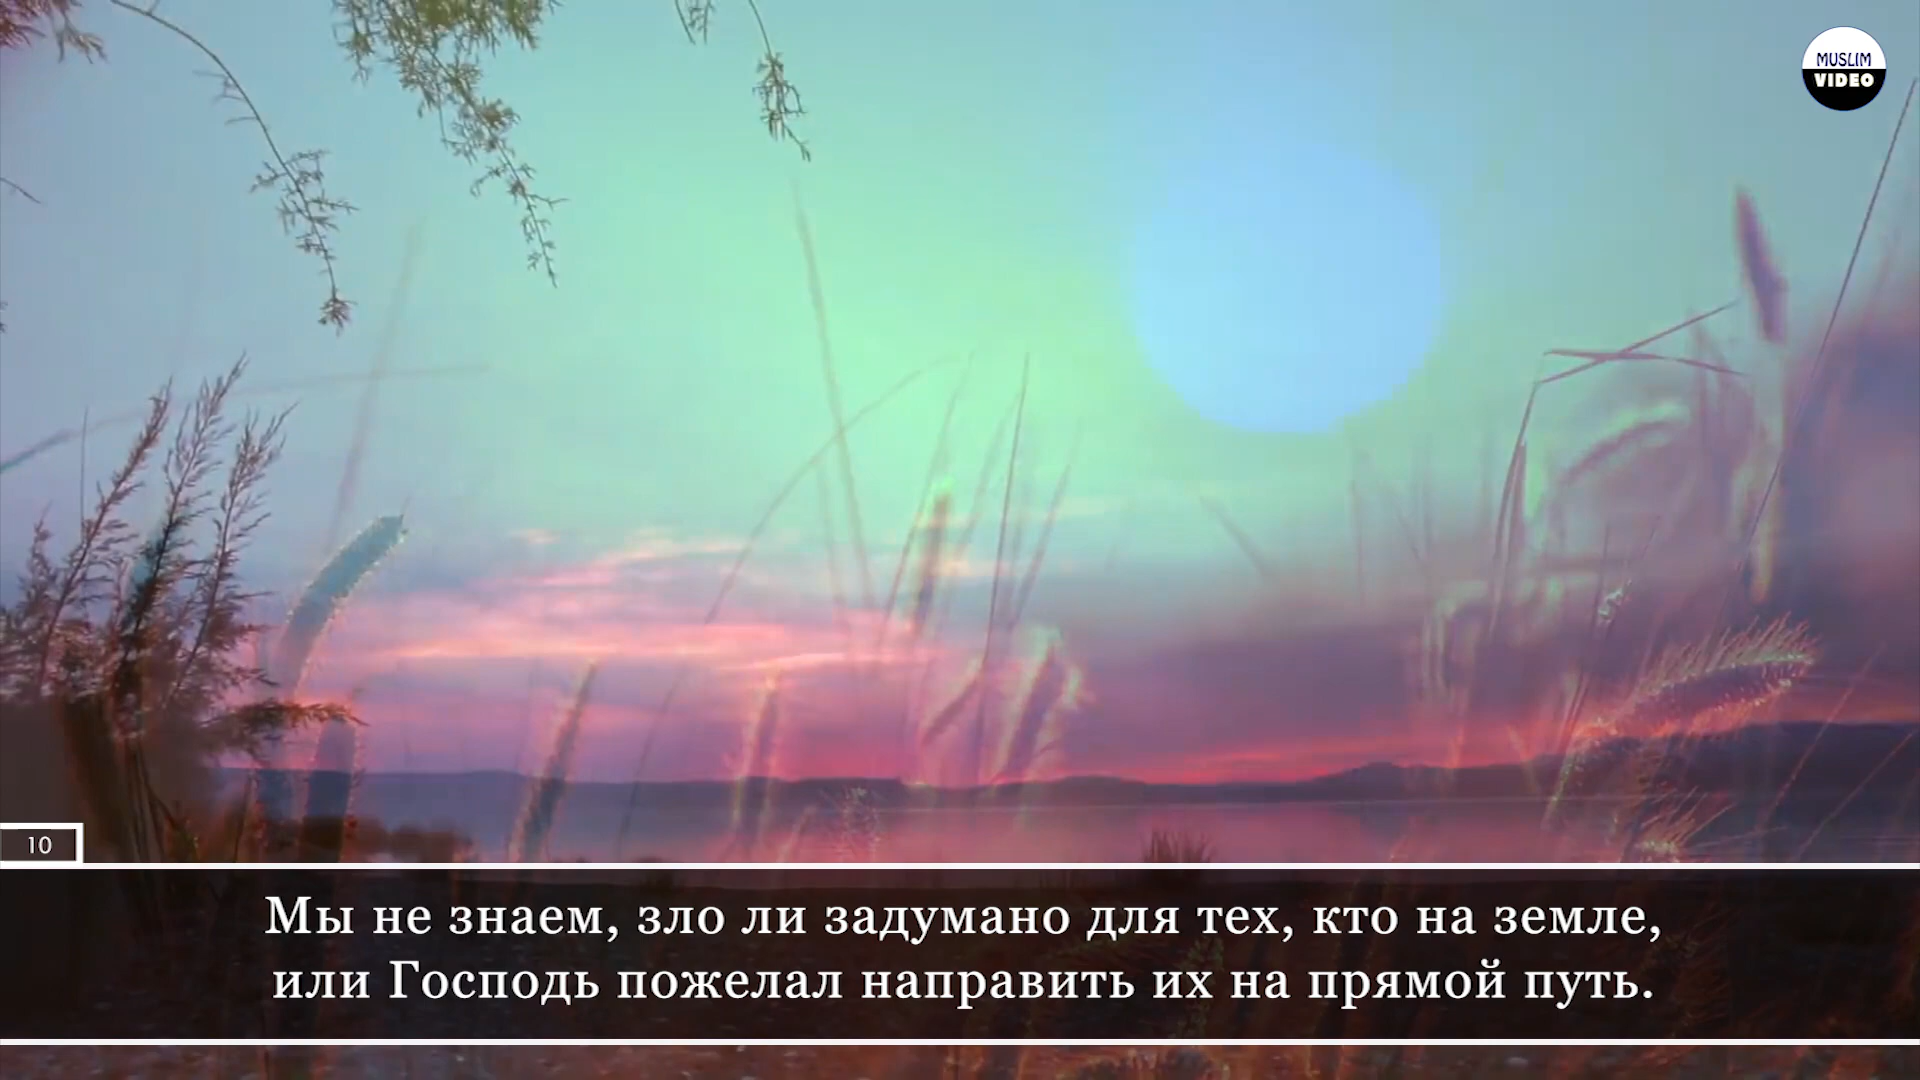 MUSLIM
VIDEO
10
Мы не знаем, зло ли задумано для тех, кто на земле,
или Господь пожелал направить их на прямой путь.